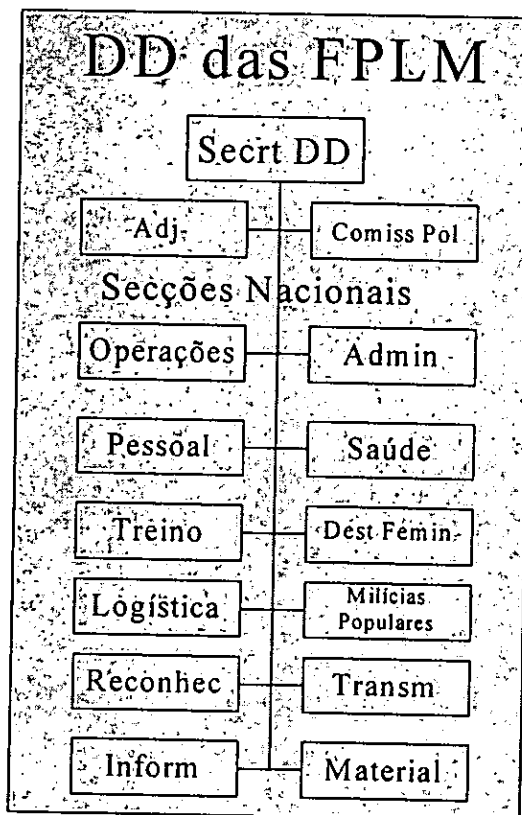 DD das FPLM
Secrt DD
Adj
Comiss Pol
Secções Nacionais
Operações
Admin
Pessoal
Saúde
Treino
Dest Femin
Logística
Milícias
Populares
Reconhec
Transm
Inform
Material